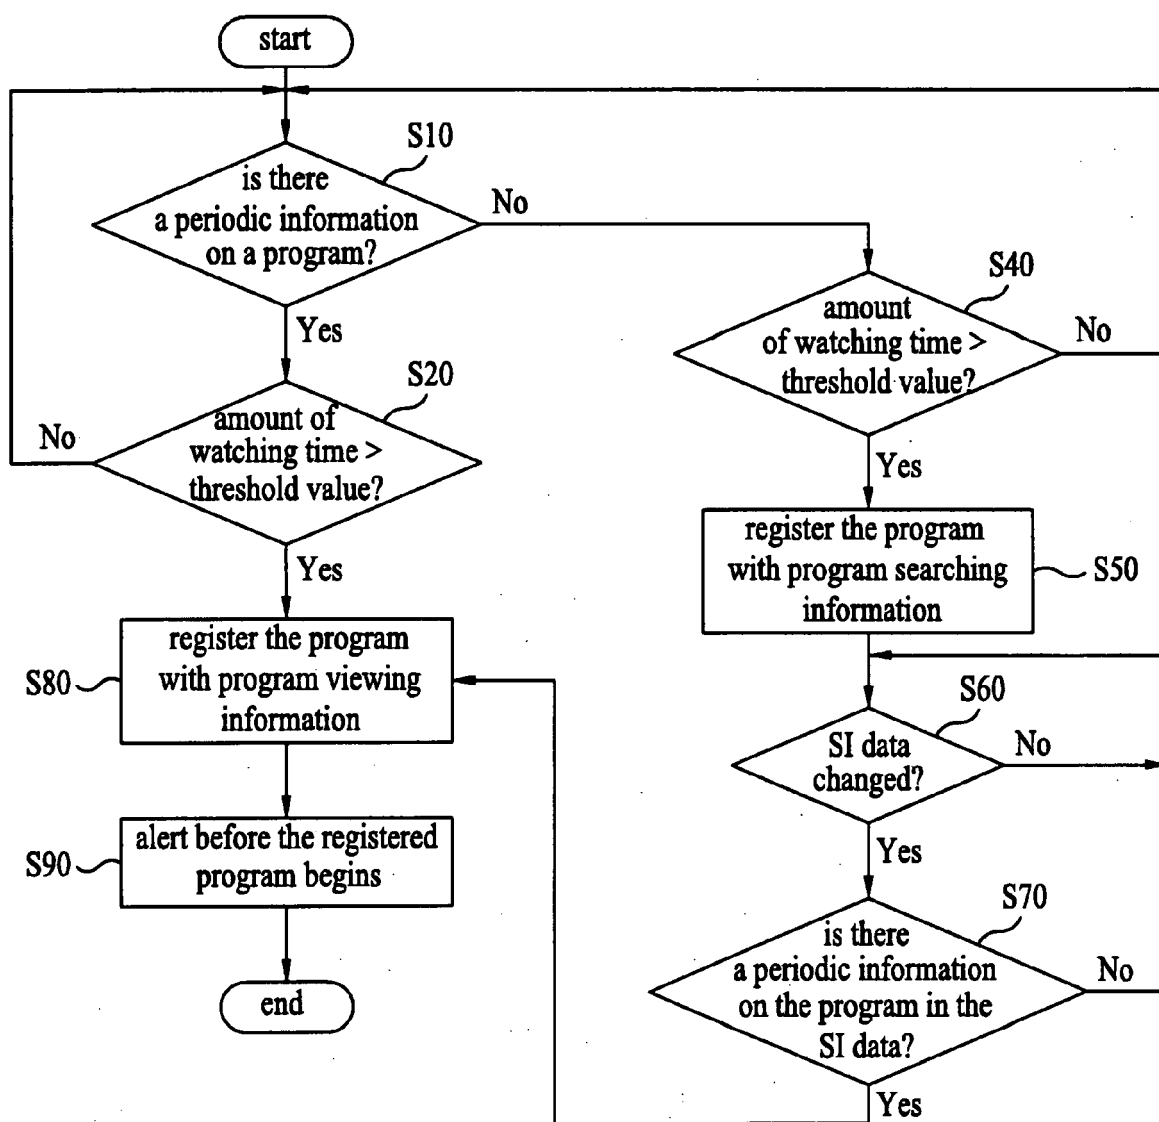 start
S10
is there
a periodic information
on a program?
No
Yes
S20
amount of
watching time >
threshold value?
No
Yes
S80
register the program
with program viewing
information
S90
alert before the registered
program begins
end
S40
amount
of watching time >
threshold value?
No
Yes
register the program
with program searching
information
S50
S60
SI data
changed?
No
Yes
S70
is there
a periodic information
on the program in the
SI data?
No
Yes